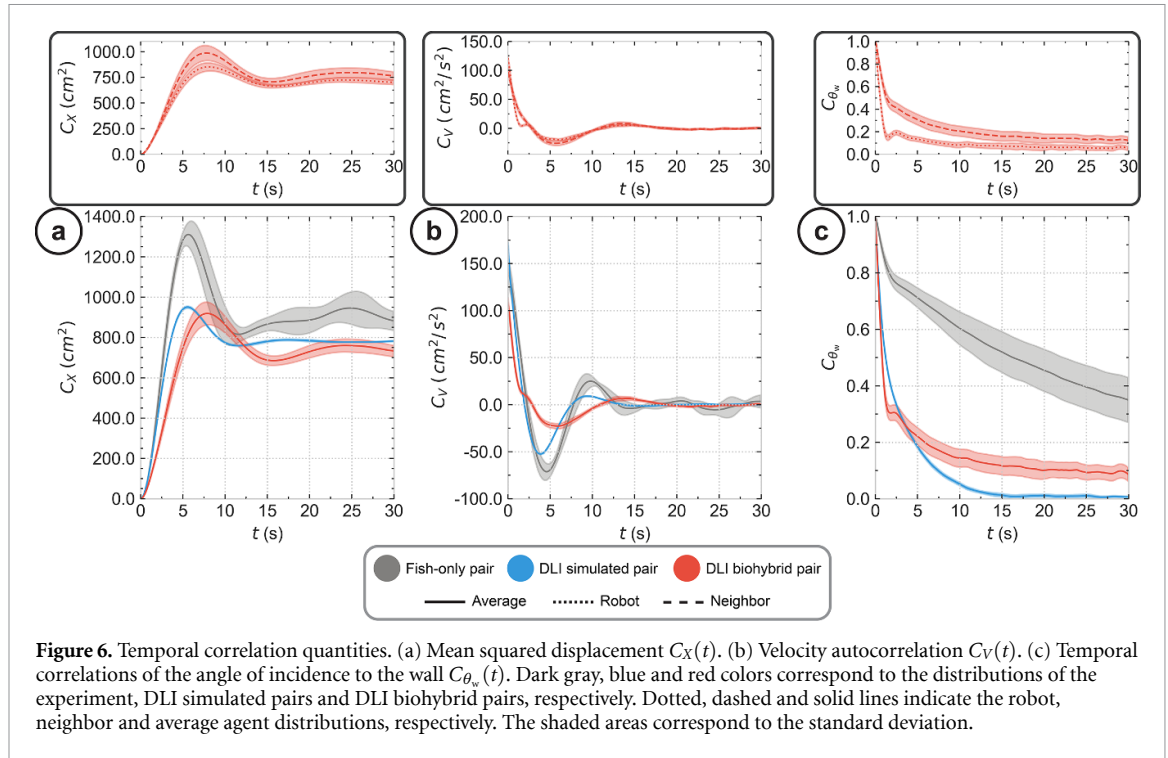 1000.0
750.0
500.0
250.0
0.0
C_X (cm²)
0 5 10 15 20 25 30
t (s)
150.0
100.0
50.0
0.0
C_V (cm²/s²)
0 5 10 15 20 25 30
t (s)
1.0
0.8
0.6
0.4
0.2
0.0
C_θw
0 5 10 15 20 25 30
t (s)
a
1400.0
1200.0
1000.0
800.0
600.0
400.0
200.0
0.0
C_X (cm²)
0 5 10 15 20 25 30
t (s)
b
200.0
150.0
100.0
50.0
0.0
-50.0
-100.0
C_V (cm²/s²)
0 5 10 15 20 25 30
t (s)
c
1.0
0.8
0.6
0.4
0.2
0.0
C_θw
0 5 10 15 20 25 30
t (s)
Fish-only pair DLI simulated pair DLI biohybrid pair
Average Robot Neighbor
Figure 6. Temporal correlation quantities. (a) Mean squared displacement C_X(t). (b) Velocity autocorrelation C_V(t). (c) Temporal
correlations of the angle of incidence to the wall C_θw(t). Dark gray, blue and red colors correspond to the distributions of the
experiment, DLI simulated pairs and DLI biohybrid pairs, respectively. Dotted, dashed and solid lines indicate the robot,
neighbor and average agent distributions, respectively. The shaded areas correspond to the standard deviation.